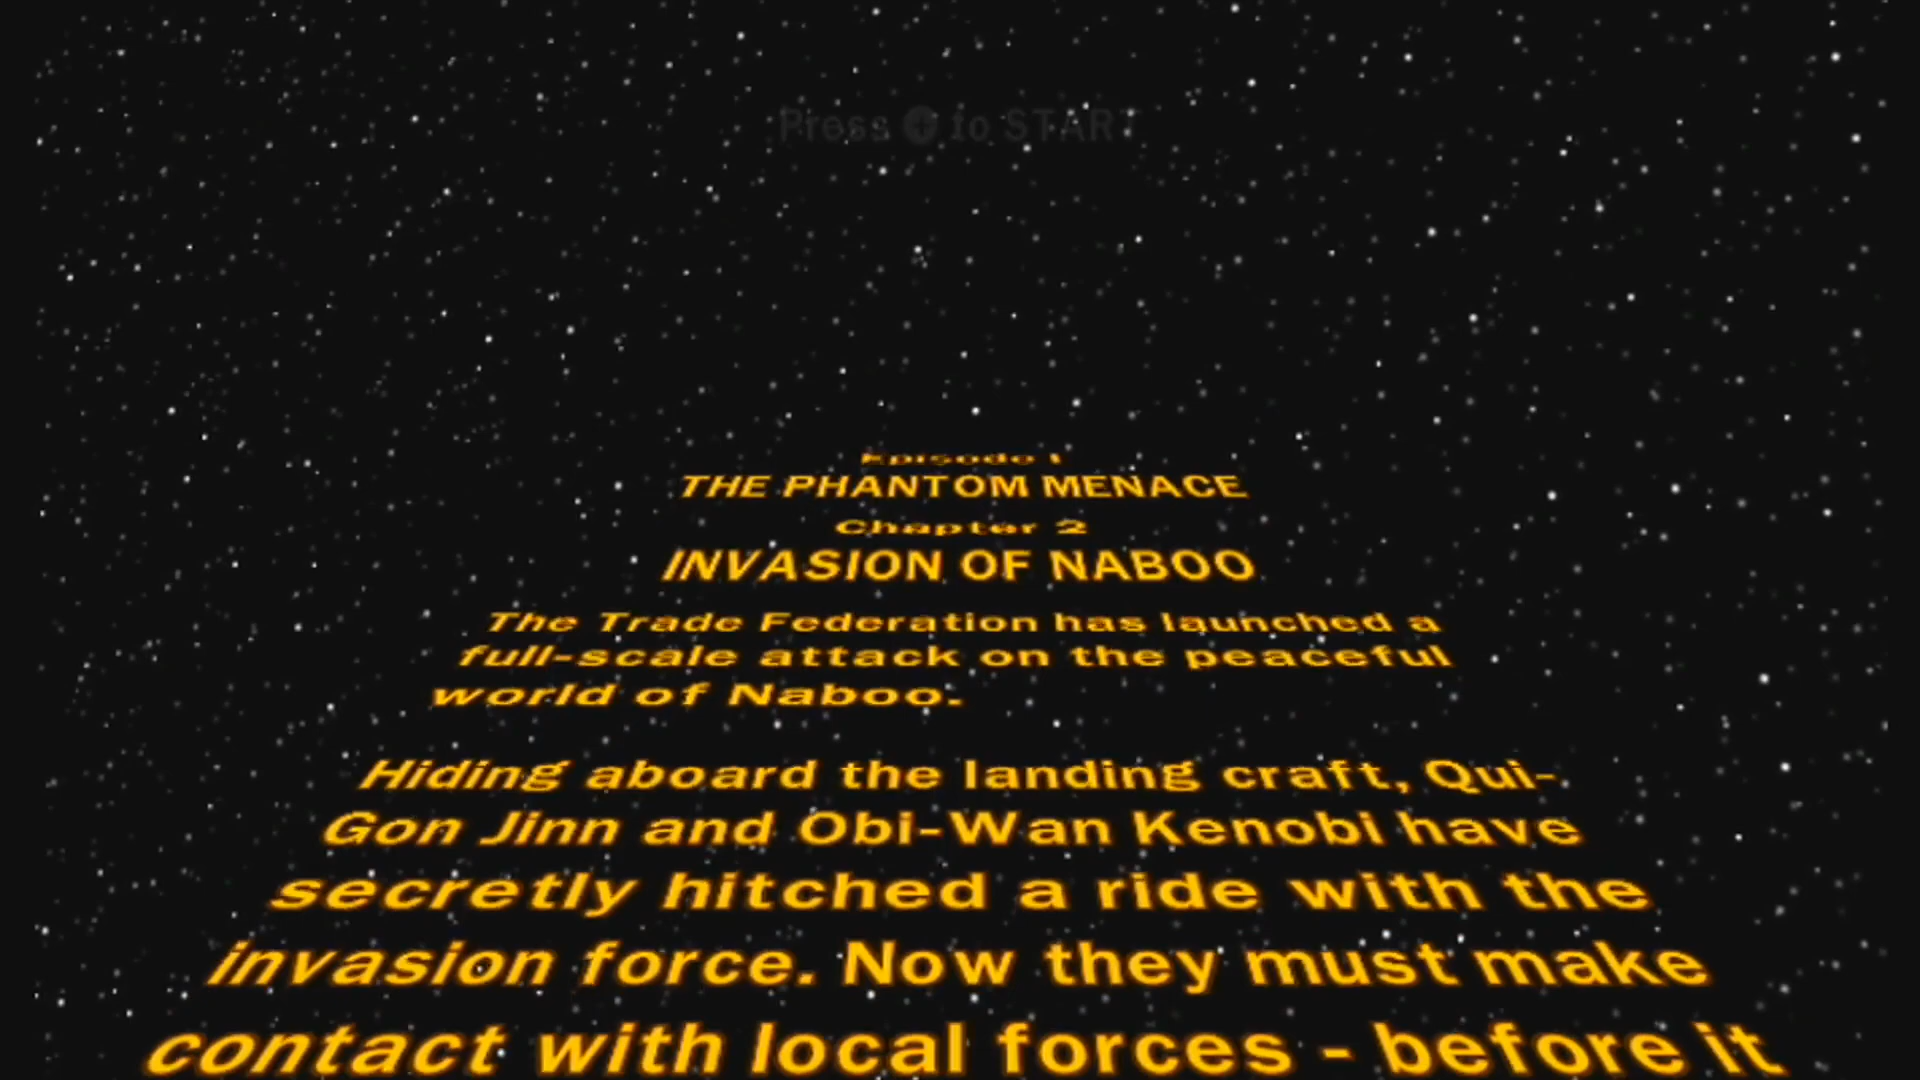 Press to START
Episode I
THE PHANTOM MENACE
Chapter 2
INVASION OF NABOO
The Trade Federation has launched a
full-scale attack on the peaceful
world of Naboo.
Hiding aboard the landing craft, Qui-
Gon Jinn and Obi-Wan Kenobi have
secretly hitched a ride with the
invasion force. Now they must make
contact with local forces - before it